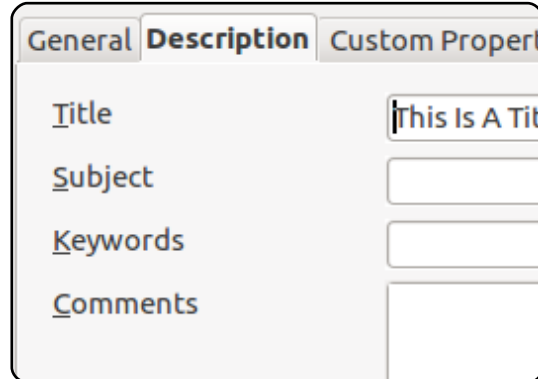 General Description Custom Propert
Title This Is A Tit
Subject
Keywords
Comments